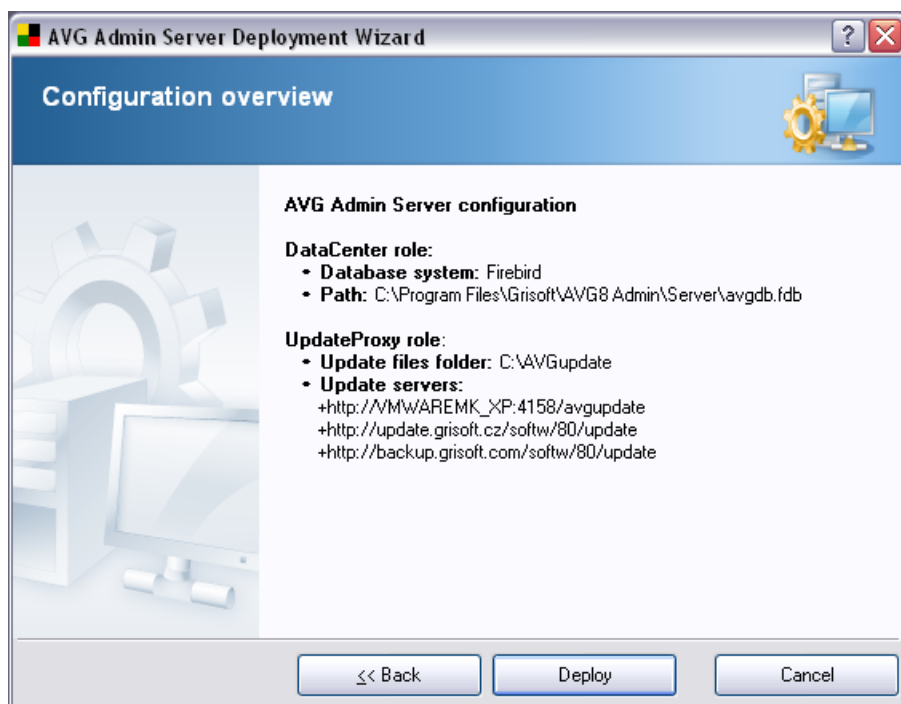 AVG Admin Server Deployment Wizard
?
Configuration overview
AVG Admin Server configuration
DataCenter role:
• Database system: Firebird
• Path: C:\Program Files\Grisoft\AVG8 Admin\Server\avgdb.fdb
UpdateProxy role:
• Update files folder: C:\AVGupdate
• Update servers:
+http://VMWAREMK_XP:4158/avgupdate
+http://update.grisoft.cz/softw/80/update
+http://backup.grisoft.com/softw/80/update
<< Back
Deploy
Cancel